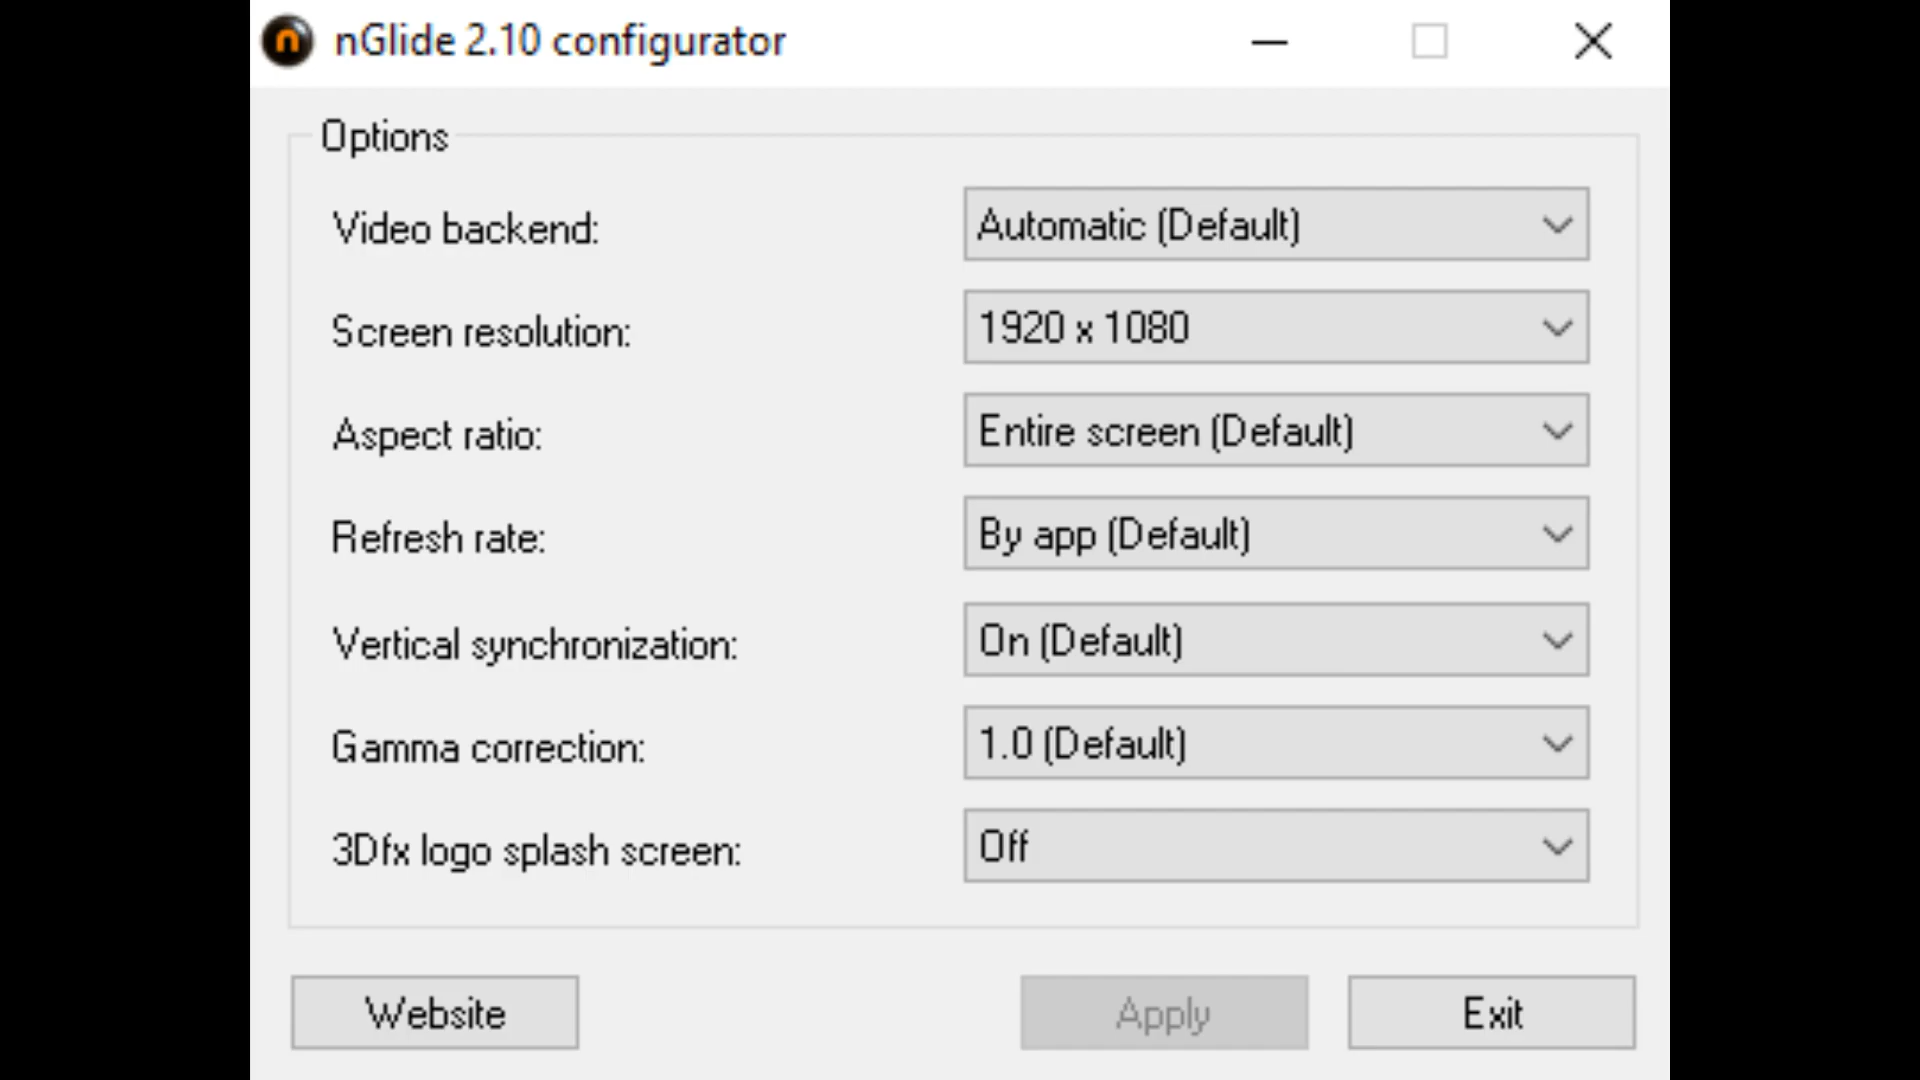 nGlide 2.10 configurator
Options
Video backend: Automatic (Default)
Screen resolution: 1920 x 1080
Aspect ratio: Entire screen (Default)
Refresh rate: By app (Default)
Vertical synchronization: On (Default)
Gamma correction: 1.0 (Default)
3Dfx logo splash screen: Off
Website Apply Exit